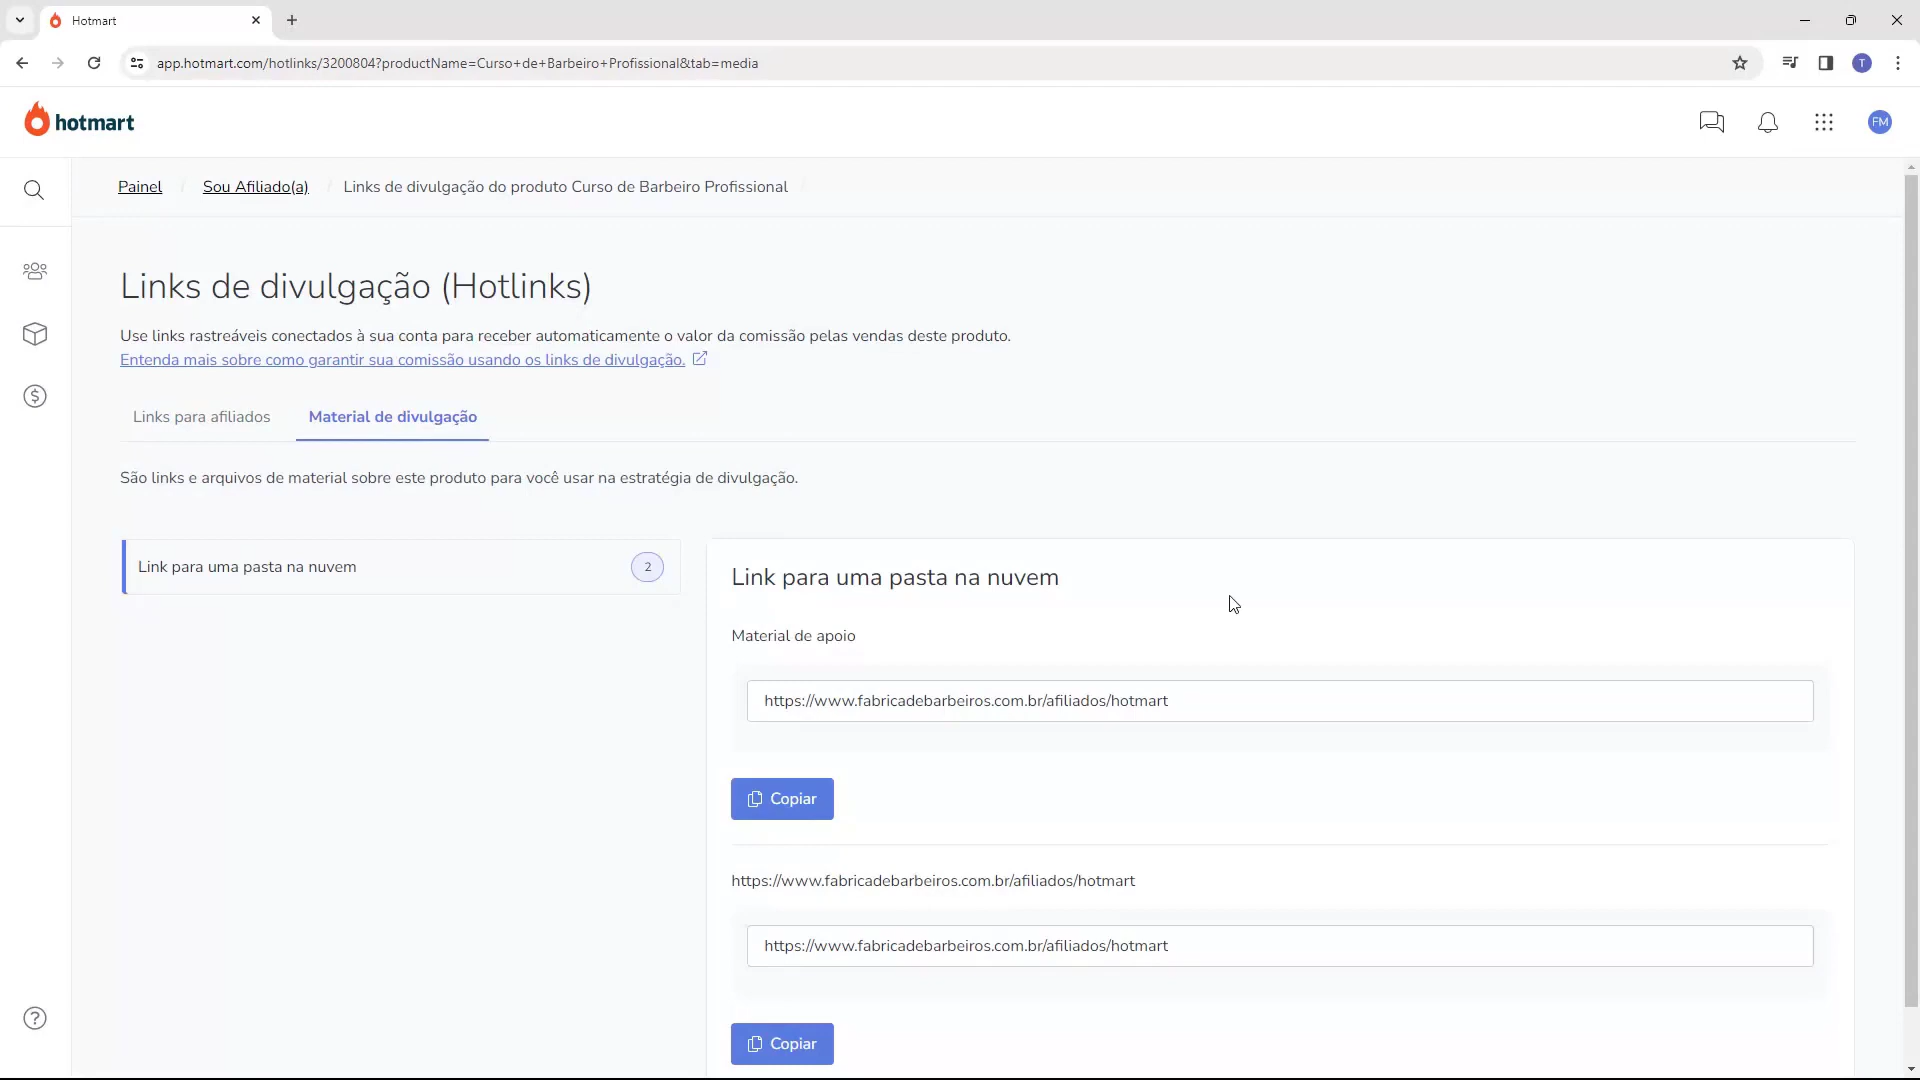 Hotmart
app.hotmart.com/hotlinks/3200804?productName=Curso+de+Barbeiro+Profissional&tab=media
T
hotmart
FM
Painel / Sou Afiliado(a) / Links de divulgação do produto Curso de Barbeiro Profissional /
Links de divulgação (Hotlinks)
Use links rastreáveis conectados à sua conta para receber automaticamente o valor da comissão pelas vendas deste produto.
Entenda mais sobre como garantir sua comissão usando os links de divulgação.
Links para afiliados
Material de divulgação
São links e arquivos de material sobre este produto para você usar na estratégia de divulgação.
Link para uma pasta na nuvem
2
Link para uma pasta na nuvem
Material de apoio
https://www.fabricadebarbeiros.com.br/afiliados/hotmart
Copiar
https://www.fabricadebarbeiros.com.br/afiliados/hotmart
https://www.fabricadebarbeiros.com.br/afiliados/hotmart
Copiar